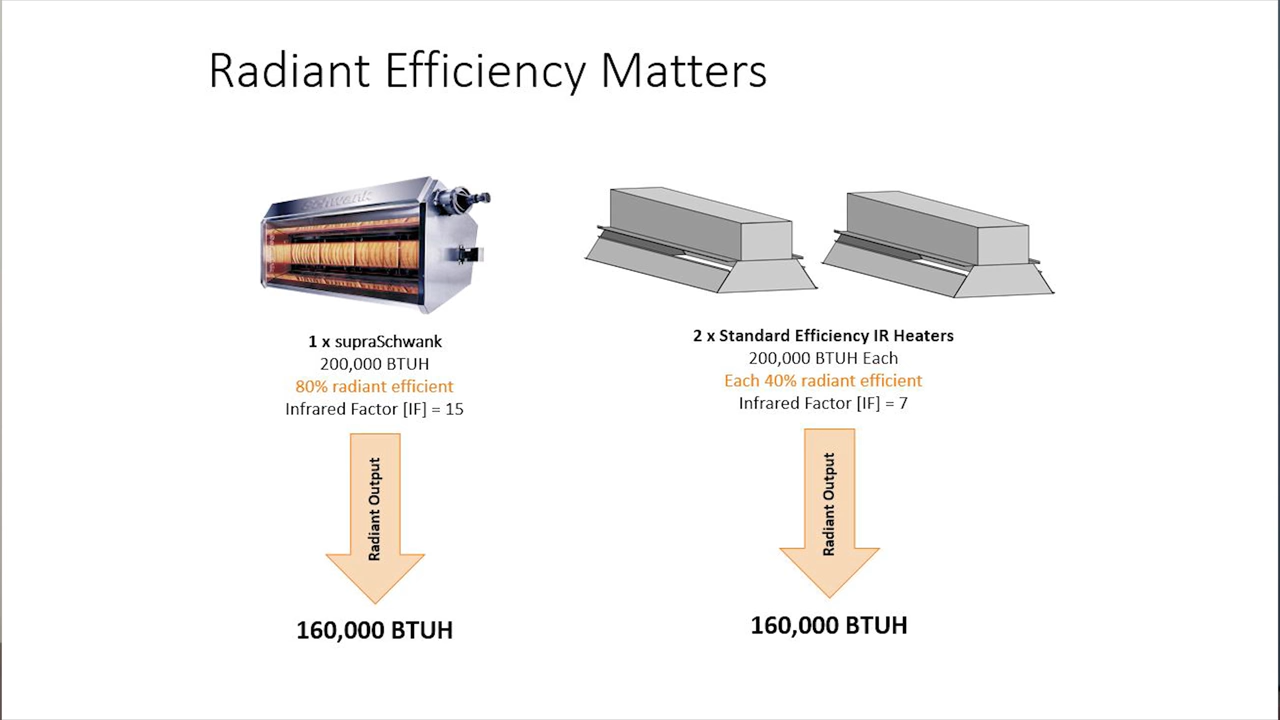 Radiant Efficiency Matters
Schwank
1 x supraSchwank
200,000 BTUH
80% radiant efficient
Infrared Factor [IF] = 15
Radiant Output
160,000 BTUH
2 x Standard Efficiency IR Heaters
200,000 BTUH Each
Each 40% radiant efficient
Infrared Factor [IF] = 7
Radiant Output
160,000 BTUH